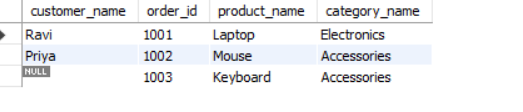 customer_name order_id product_name category_name
Ravi 1001 Laptop Electronics
Priya 1002 Mouse Accessories
NULL 1003 Keyboard Accessories